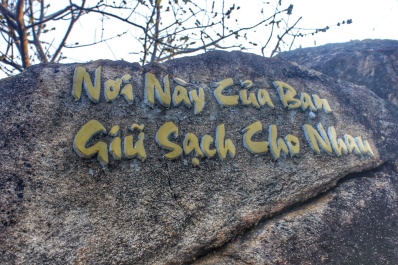 Nơi Này Của Bạn
Giữ Sạch Cho Nhau